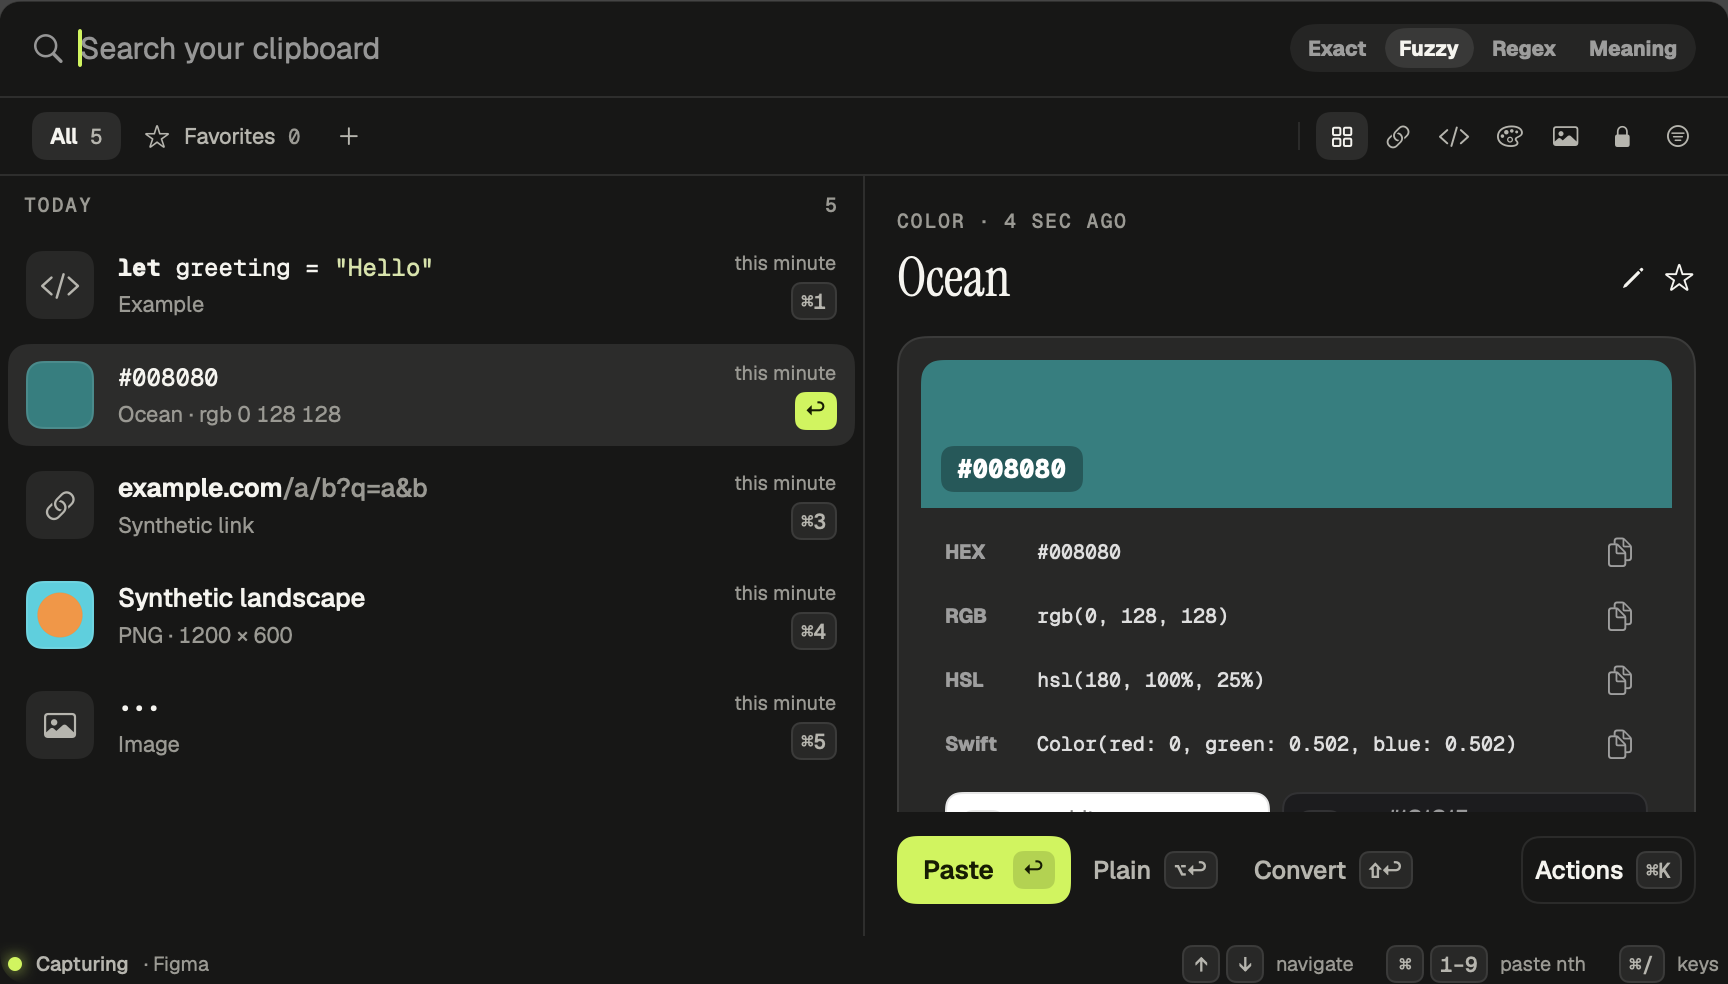 Search your clipboard
Exact Fuzzy Regex Meaning
All 5 Favorites 0
TODAY 5
let greeting = "Hello"
Example
this minute
⌘1
#008080
Ocean · rgb 0 128 128
this minute
example.com/a/b?q=a&b
Synthetic link
this minute
⌘3
Synthetic landscape
PNG · 1200 × 600
this minute
⌘4
...
Image
this minute
⌘5
COLOR · 4 SEC AGO
Ocean
#008080
HEX #008080
RGB rgb(0, 128, 128)
HSL hsl(180, 100%, 25%)
Swift Color(red: 0, green: 0.502, blue: 0.502)
Paste ↩ Plain ⌥↩ Convert ⇧↩ Actions ⌘K
Capturing · Figma
↑ ↓ navigate ⌘ 1-9 paste nth ⌘/ keys